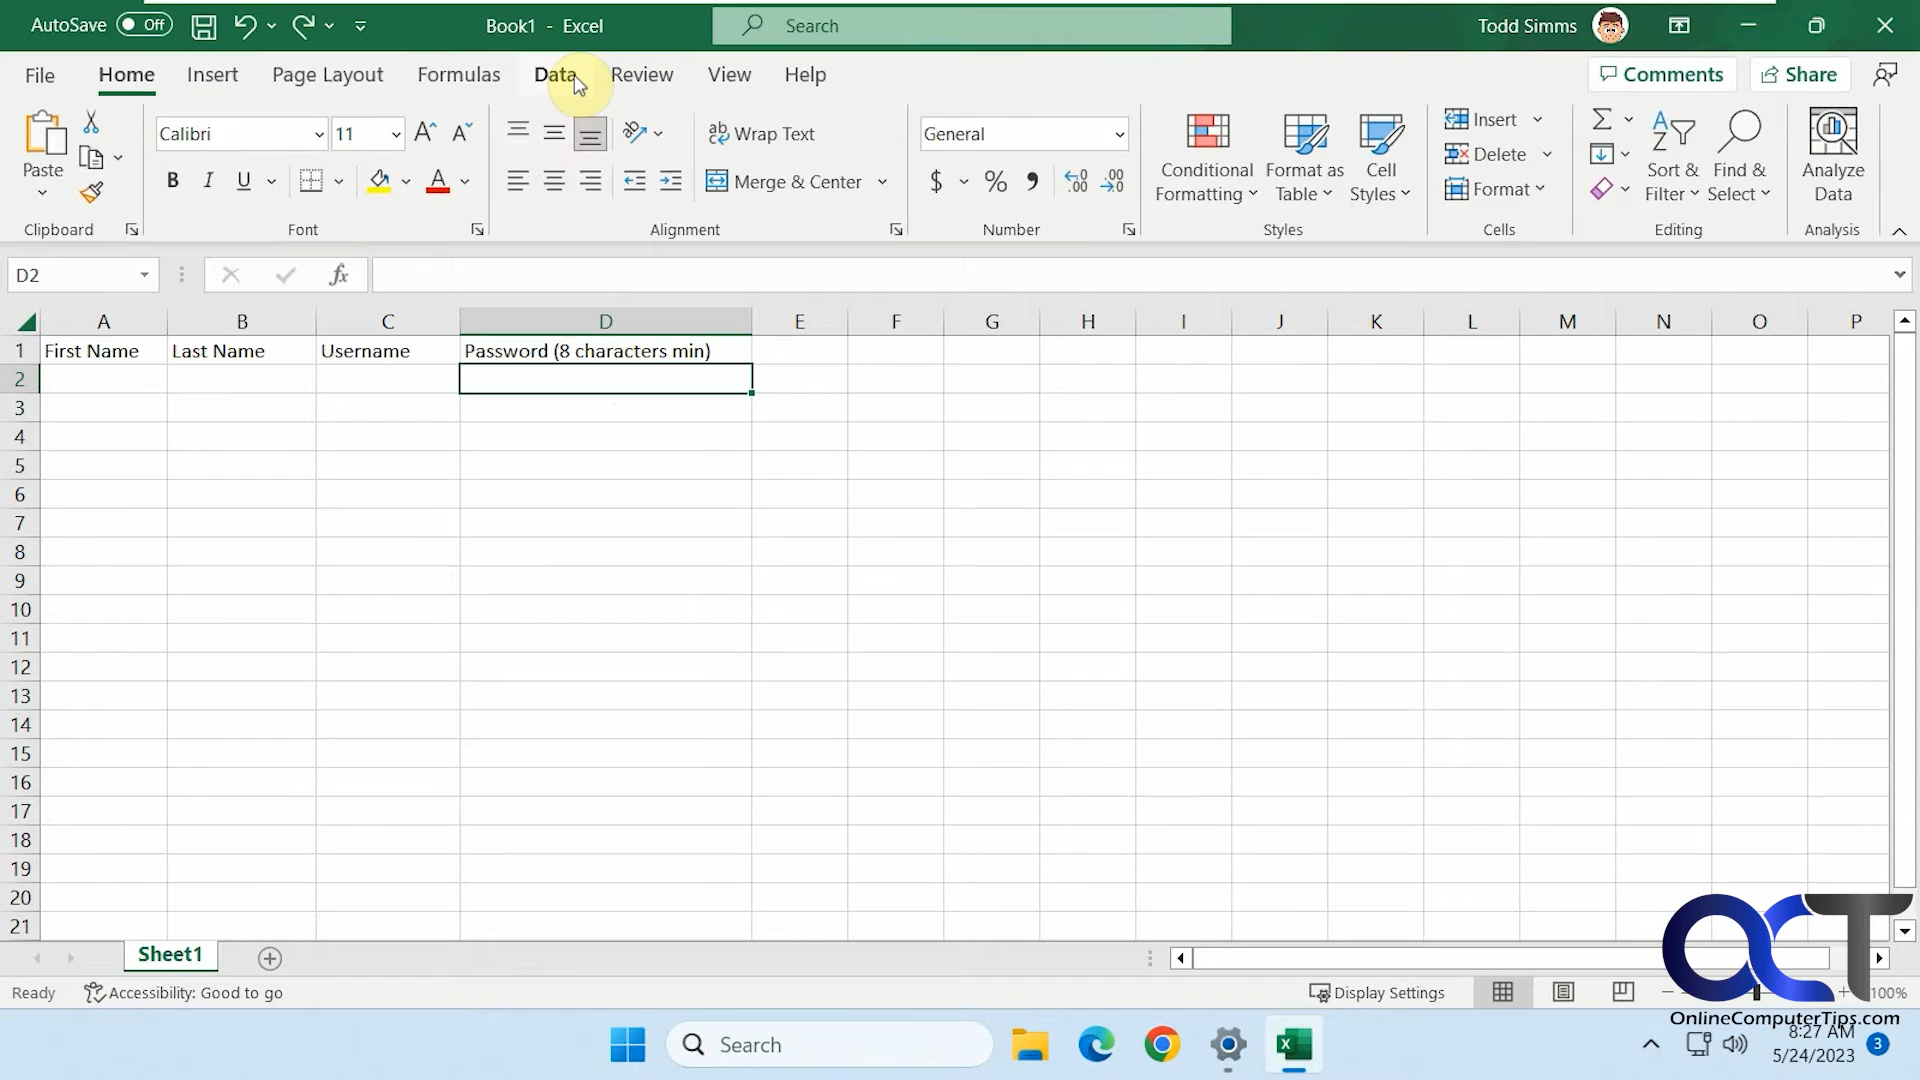 AutoSave Off Book1 - Excel Search Todd Simms
File Home Insert Page Layout Formulas Data Review View Help Comments Share
Calibri 11 Wrap Text General Insert
Paste Merge & Center $ % Conditional Formatting Format as Table Cell Styles Delete Format Sort & Filter Find & Select Analyze Data
Clipboard Font Alignment Number Styles Cells Editing Analysis
D2 fx
A B C D E F G H I J K L M N O P
1 First Name Last Name Username Password (8 characters min)
2
3
4
5
6
7
8
9
10
11
12
13
14
15
16
17
18
19
20
21
Sheet1
Ready Accessibility: Good to go Display Settings 100%
OCT
OnlineComputerTips.com
Search 8:27 AM
5/24/2023 3